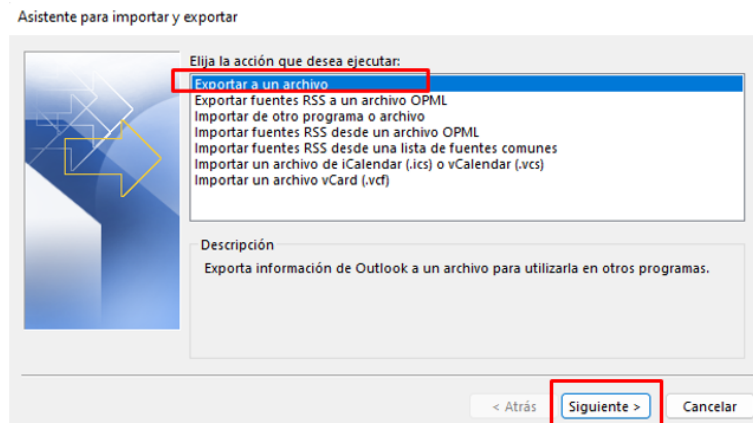 Asistente para importar y exportar
Elija la acción que desea ejecutar:
Exportar a un archivo
Exportar fuentes RSS a un archivo OPML
Importar de otro programa o archivo
Importar fuentes RSS desde un archivo OPML
Importar fuentes RSS desde una lista de fuentes comunes
Importar un archivo de iCalendar (.ics) o vCalendar (.vcs)
Importar un archivo vCard (.vcf)
Descripción
Exporta información de Outlook a un archivo para utilizarla en otros programas.
< Atrás Siguiente > Cancelar